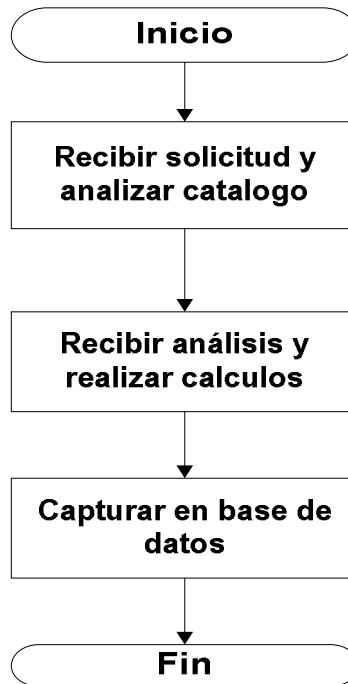 Inicio
Recibir solicitud y
analizar catalogo
Recibir análisis y
realizar calculos
Capturar en base de
datos
Fin